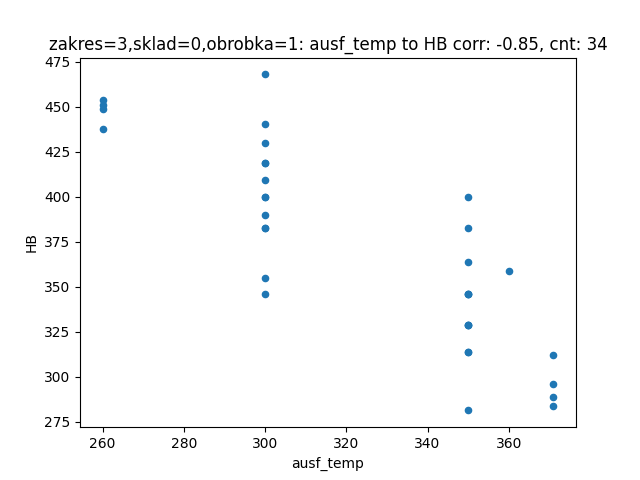 zakres=3,sklad=0,obrobka=1: ausf_temp to HB corr: -0.85, cnt: 34
475
450
425
400
375
350
325
300
275
HB
260 280 300 320 340 360
ausf_temp